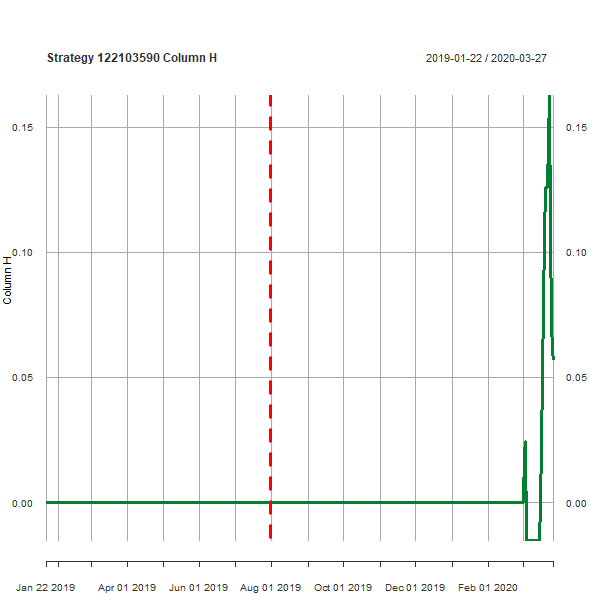 Strategy 122103590 Column H
2019-01-22 / 2020-03-27
0.15
0.15
0.10
0.10
Column H
0.05
0.05
0.00
0.00
Jan 22 2019
Apr 01 2019
Jun 01 2019
Aug 01 2019
Oct 01 2019
Dec 01 2019
Feb 01 2020